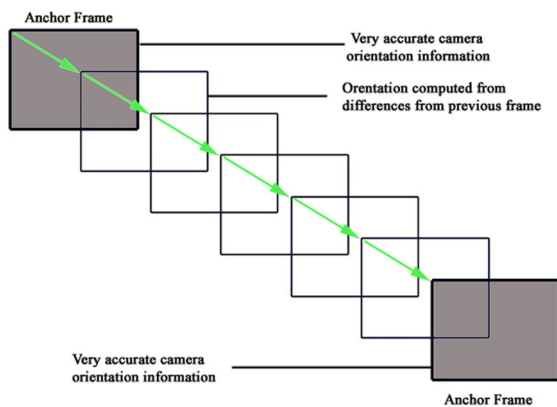 Anchor Frame
Very accurate camera
orientation information
Orentation computed from
differences from previous frame
Very accurate camera
orientation information
Anchor Frame